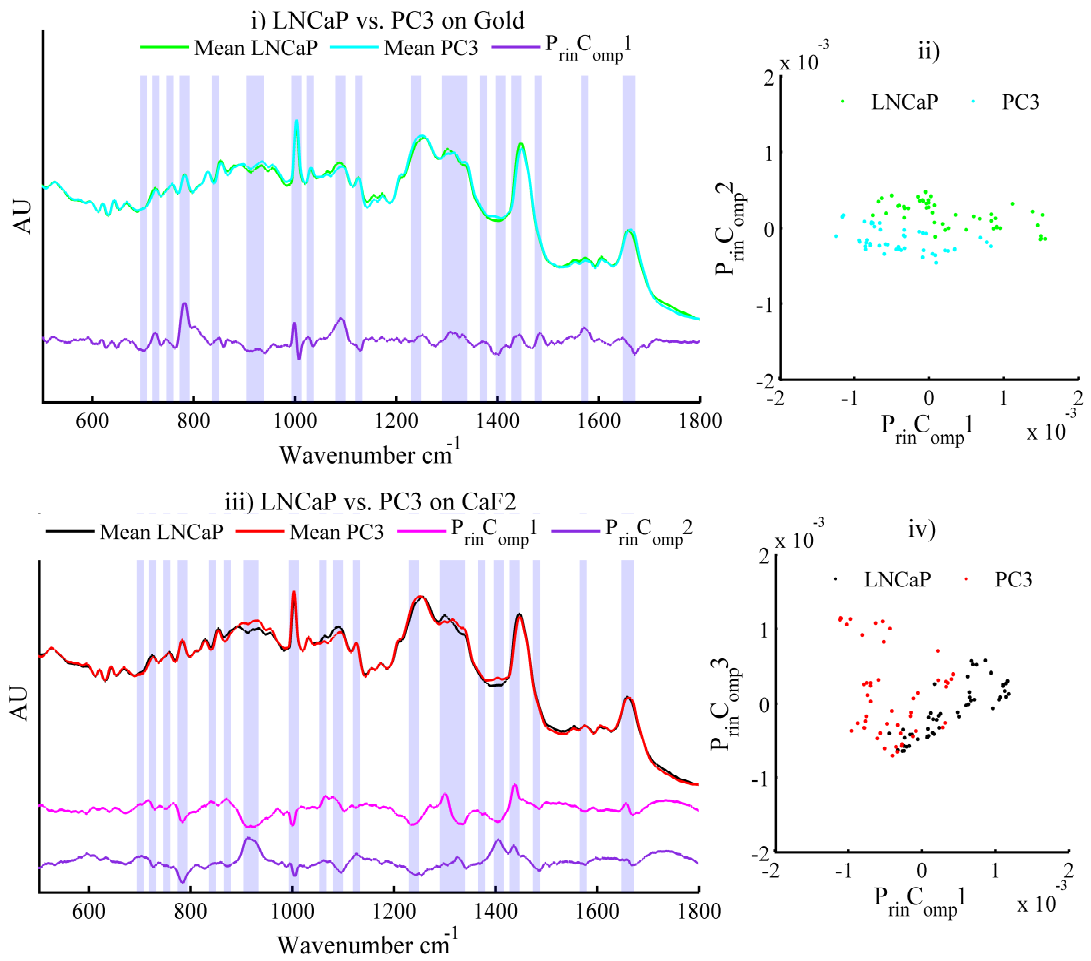 i) LNCaP vs. PC3 on Gold
Mean LNCaP Mean PC3 PrinComp1
AU
600 800 1000 1200 1400 1600 1800
Wavenumber cm-1
ii)
x 10-3
2
LNCaP PC3
1
0
-1
-2
PrinComp2
-2 -1 0 1 2
PrinComp1 x 10-3
iii) LNCaP vs. PC3 on CaF2
Mean LNCaP Mean PC3 PrinComp1 PrinComp2
AU
600 800 1000 1200 1400 1600 1800
Wavenumber cm-1
iv)
x 10-3
2
LNCaP PC3
1
0
-1
-2
PrinComp3
-2 -1 0 1 2
PrinComp1 x 10-3